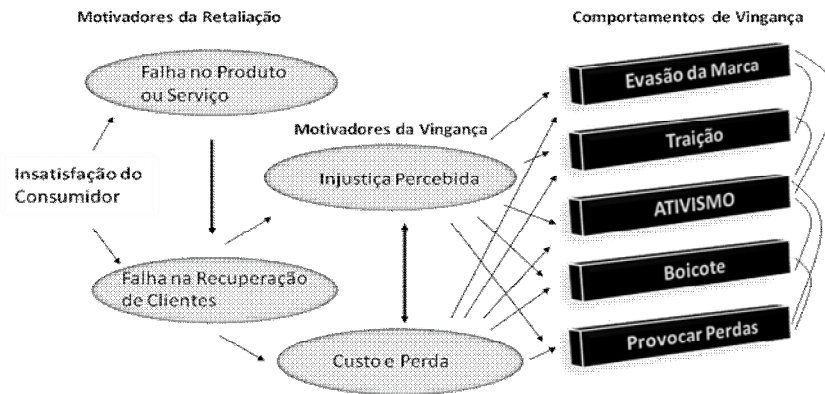 Motivadores da Retaliação
Comportamentos de Vingança
Falha no Produto
ou Serviço
Evasão da Marca
Motivadores da Vingança
Traição
Insatisfação do
Consumidor
Injustiça Percebida
ATIVISMO
Falha na Recuperação
de Clientes
Boicote
Custo e Perda
Provocar Perdas